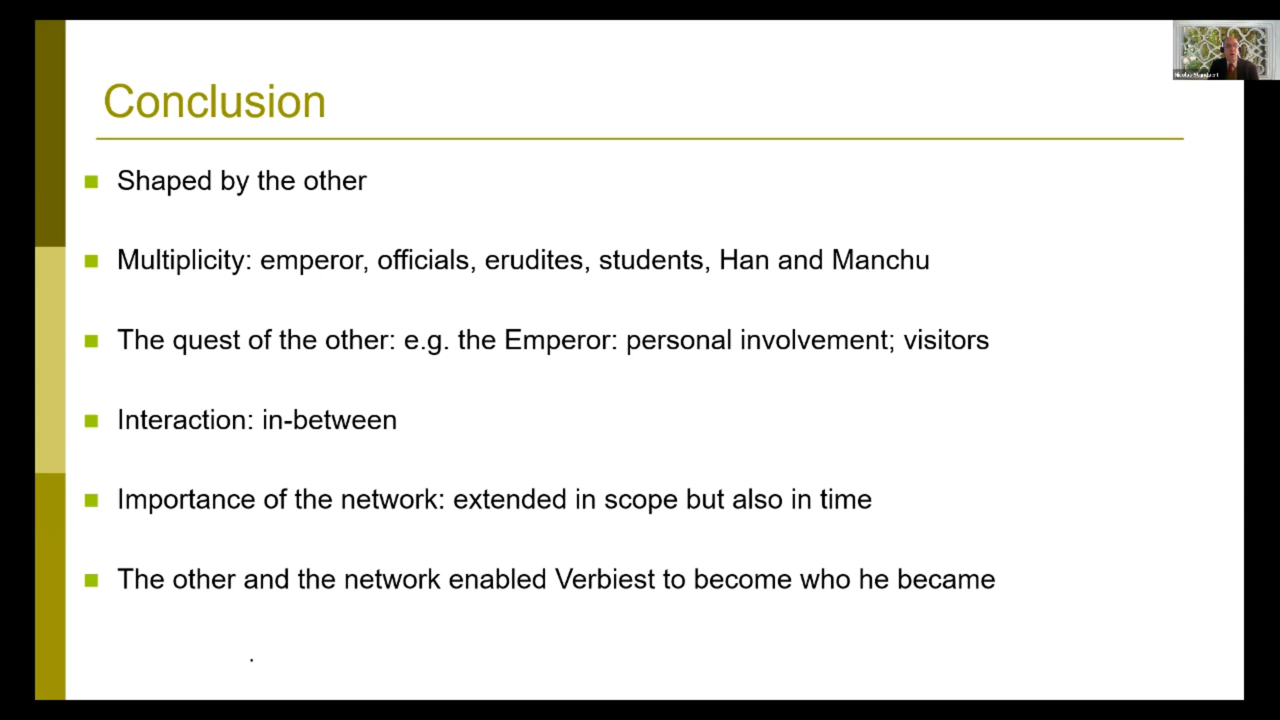 Conclusion
Shaped by the other
Multiplicity: emperor, officials, erudites, students, Han and Manchu
The quest of the other: e.g. the Emperor: personal involvement; visitors
Interaction: in-between
Importance of the network: extended in scope but also in time
The other and the network enabled Verbiest to become who he became
.